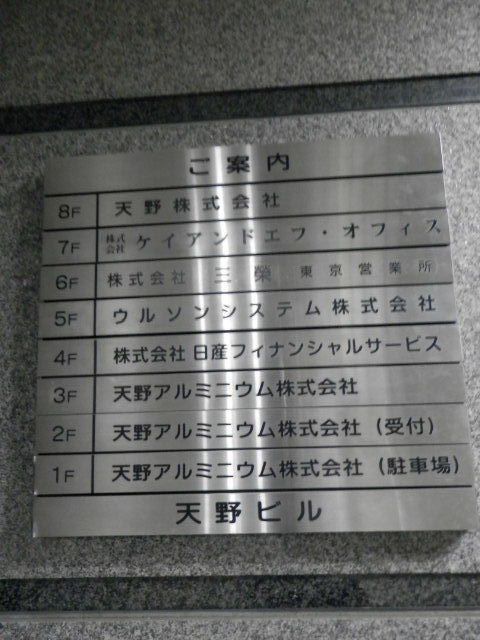 ご案内
8F 天野株式会社
7F 株式会社 ケイアンドエフ・オフィス
6F 株式会社 三榮 東京営業所
5F ウルソンシステム株式会社
4F 株式会社 日産フィナンシャルサービス
3F 天野アルミニウム株式会社
2F 天野アルミニウム株式会社(受付)
1F 天野アルミニウム株式会社(駐車場)
天野ビル